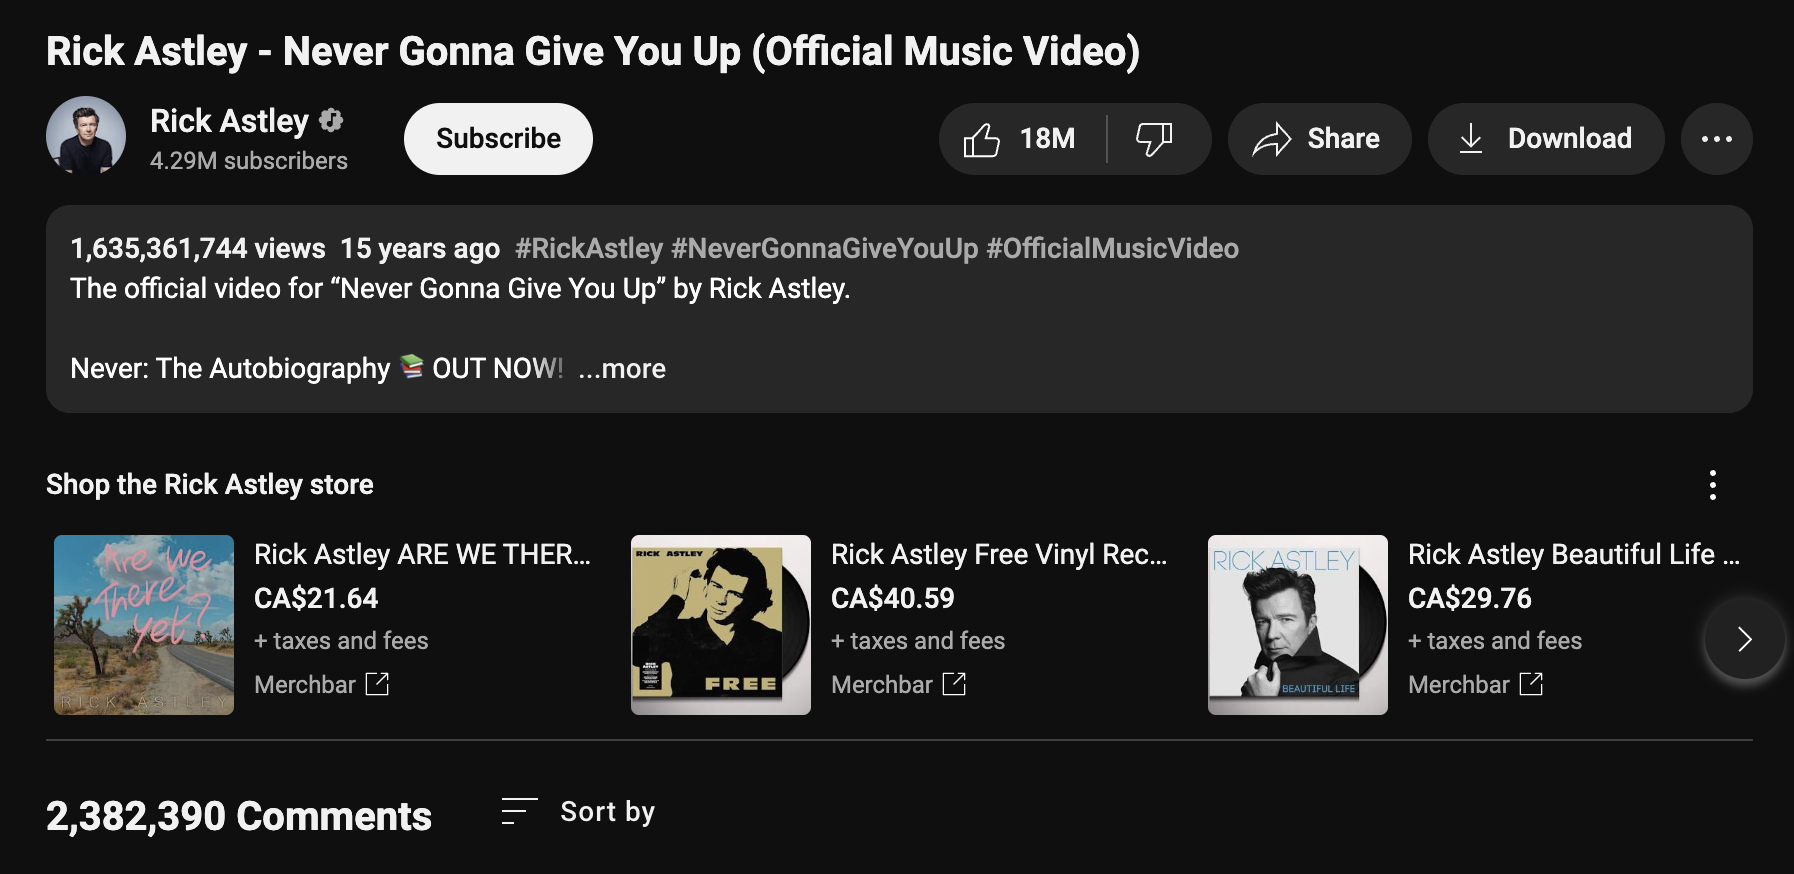 Rick Astley - Never Gonna Give You Up (Official Music Video)
Rick Astley
4.29M subscribers
Subscribe
18M
Share
Download
1,635,361,744 views 15 years ago #RickAstley #NeverGonnaGiveYouUp #OfficialMusicVideo
The official video for “Never Gonna Give You Up” by Rick Astley.
Never: The Autobiography 📚 OUT NOW! ...more
Shop the Rick Astley store
Are We
There
Yet?
RICK ASTLEY
Rick Astley ARE WE THER...
CA$21.64
+ taxes and fees
Merchbar
RICK ASTLEY
FREE
Rick Astley Free Vinyl Rec...
CA$40.59
+ taxes and fees
Merchbar
RICK ASTLEY
BEAUTIFUL LIFE
Rick Astley Beautiful Life ...
CA$29.76
+ taxes and fees
Merchbar
2,382,390 Comments
Sort by